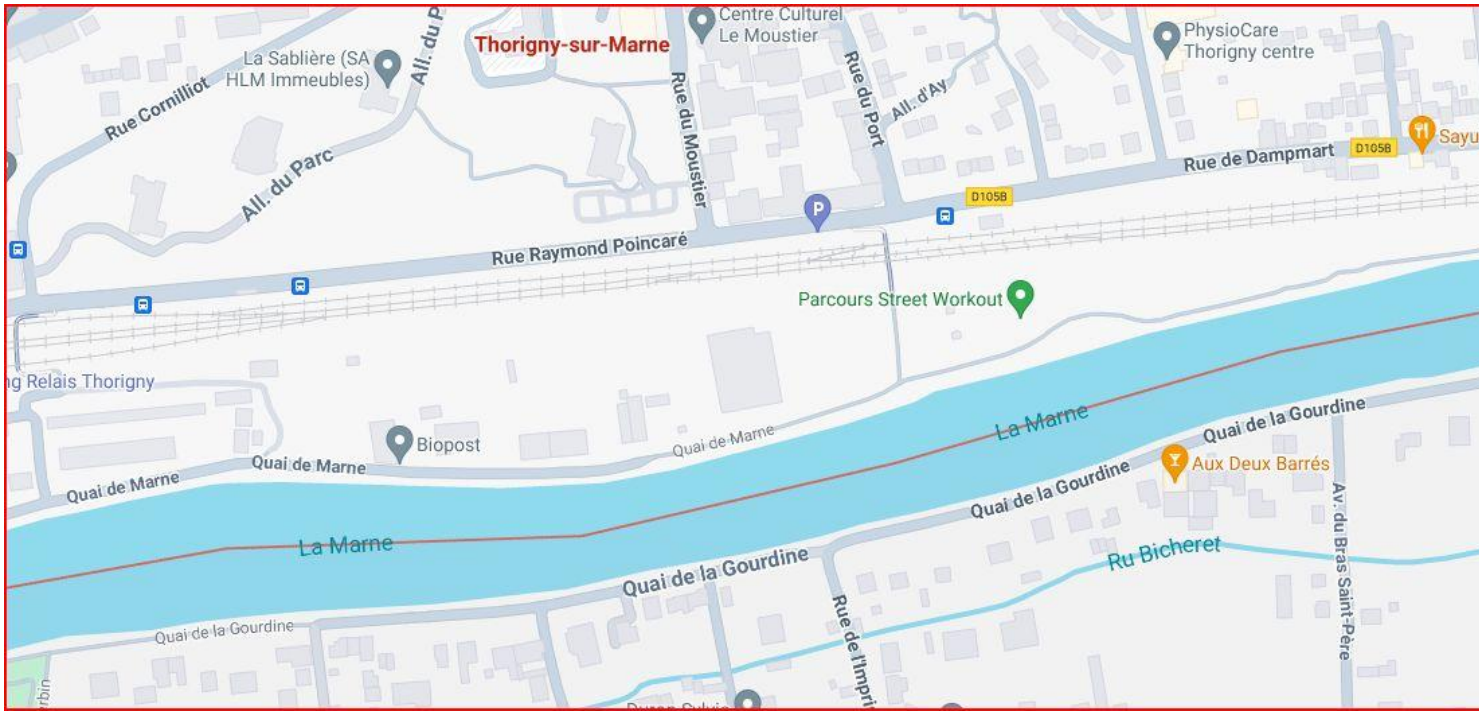 Centre Culturel
Le Moustier
PhysioCare
Thorigny centre
Thorigny-sur-Marne
La Sablière (SA
HLM Immeubles)
All. du P
Rue Cornilliot
Rue du Moustier
Rue du Port
All. d'Ay
Rue de Dampmart
D105B
Sayu
All. du Parc
D105B
P
Rue Raymond Poincaré
Parcours Street Workout
ng Relais Thorigny
Biopost
Quai de Marne
Quai de Marne
Quai de Marne
La Marne
Quai de la Gourdine
Aux Deux Barrés
Quai de la Gourdine
La Marne
Ru Bicheret
Av. du Bras Saint-Père
Quai de la Gourdine
Rue de l'Impri
Quai de la Gourdine
rbin